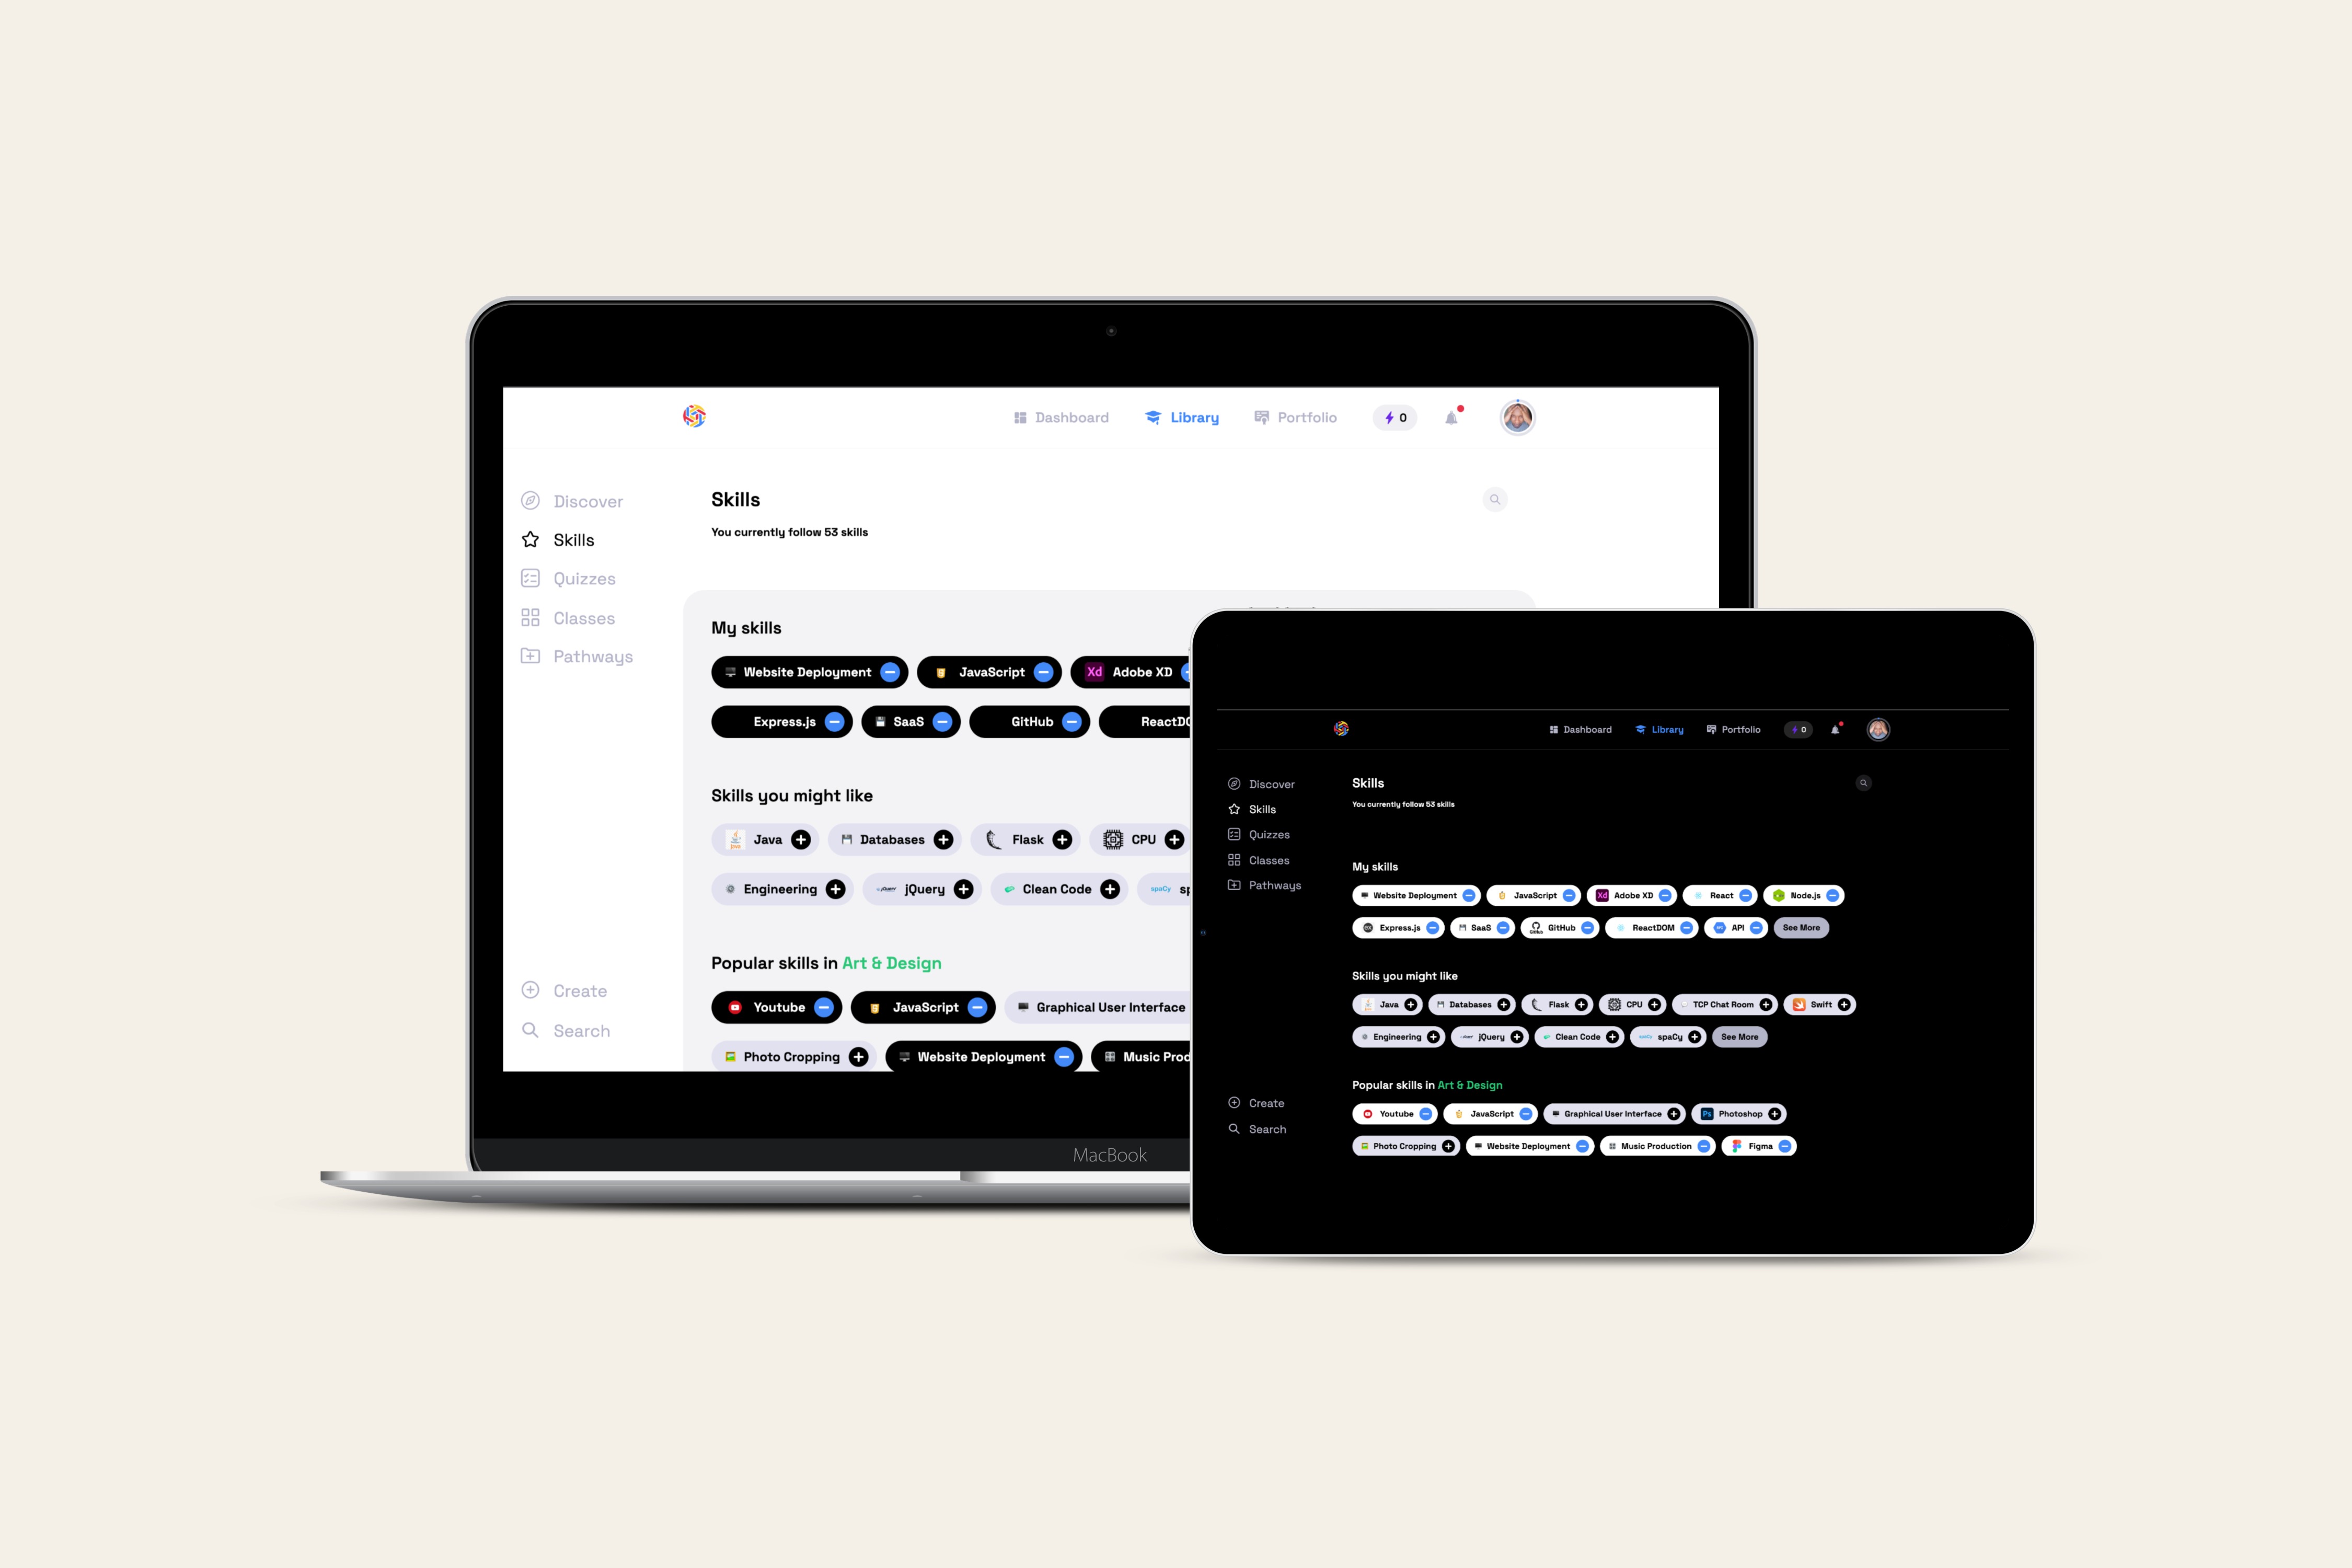 Dashboard Library Portfolio 0
Discover
Skills
Quizzes
Classes
Pathways
Create
Search
Skills
You currently follow 53 skills
My skills
Website Deployment JavaScript Xd Adobe XD
Express.js SaaS GitHub ReactDO
Skills you might like
Java Databases Flask CPU
Engineering jQuery Clean Code spaCy sp
Popular skills in Art & Design
Youtube JavaScript Graphical User Interface
Photo Cropping Website Deployment Music Prod
MacBook
Dashboard Library Portfolio 0
Discover
Skills
Quizzes
Classes
Pathways
Create
Search
Skills
You currently follow 53 skills
My skills
Website Deployment JavaScript Xd Adobe XD React Node.js
Express.js SaaS GitHub ReactDOM API See More
Skills you might like
Java Databases Flask CPU TCP Chat Room Swift
Engineering jQuery Clean Code spaCy See More
Popular skills in Art & Design
Youtube JavaScript Graphical User Interface Ps Photoshop
Photo Cropping Website Deployment Music Production Figma